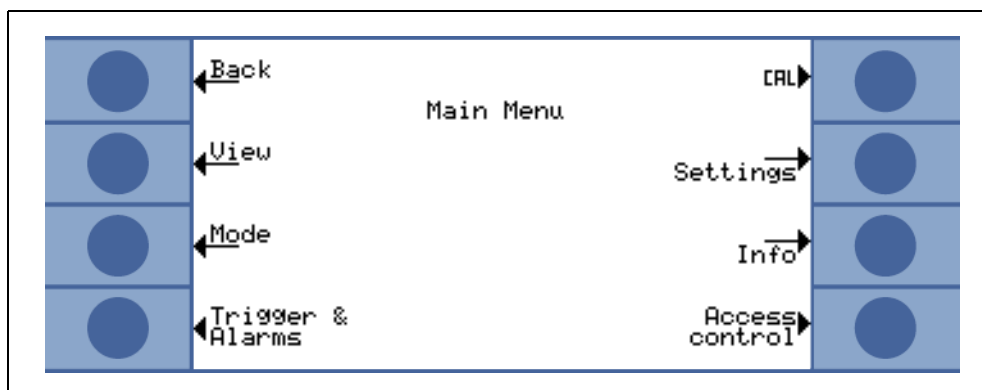 Back
CAL
Main Menu
View
Settings
Mode
Info
Trigger &
Alarms
Access
control